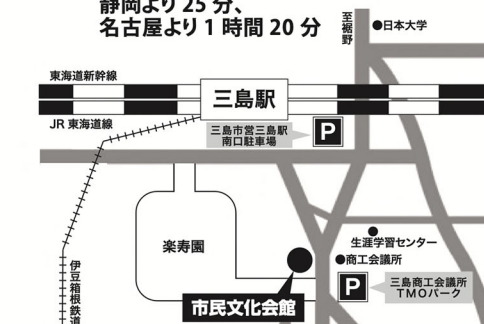 静岡より25分、
名古屋より1時間20分
至裾野
日本大学
東海道新幹線
三島駅
JR 東海道線
三島市営三島駅
南口駐車場
P
楽寿園
生涯学習センター
商工会議所
P
三島商工会議所
TMOパーク
市民文化会館
伊豆箱根鉄道